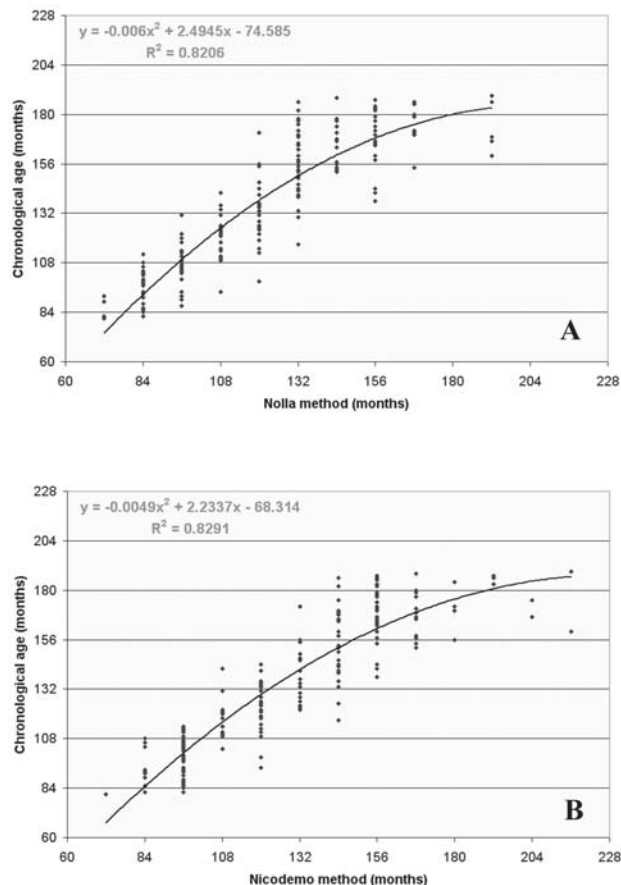 y = -0.006x² + 2.4945x - 74.585
R² = 0.8206
228
204
180
156
132
108
84
60
Chronological age (months)
A
60 84 108 132 156 180 204 228
Nolla method (months)
y = -0.0049x² + 2.2337x - 68.314
R² = 0.8291
228
204
180
156
132
108
84
60
Chronological age (months)
B
60 84 108 132 156 180 204 228
Nicodemo method (months)